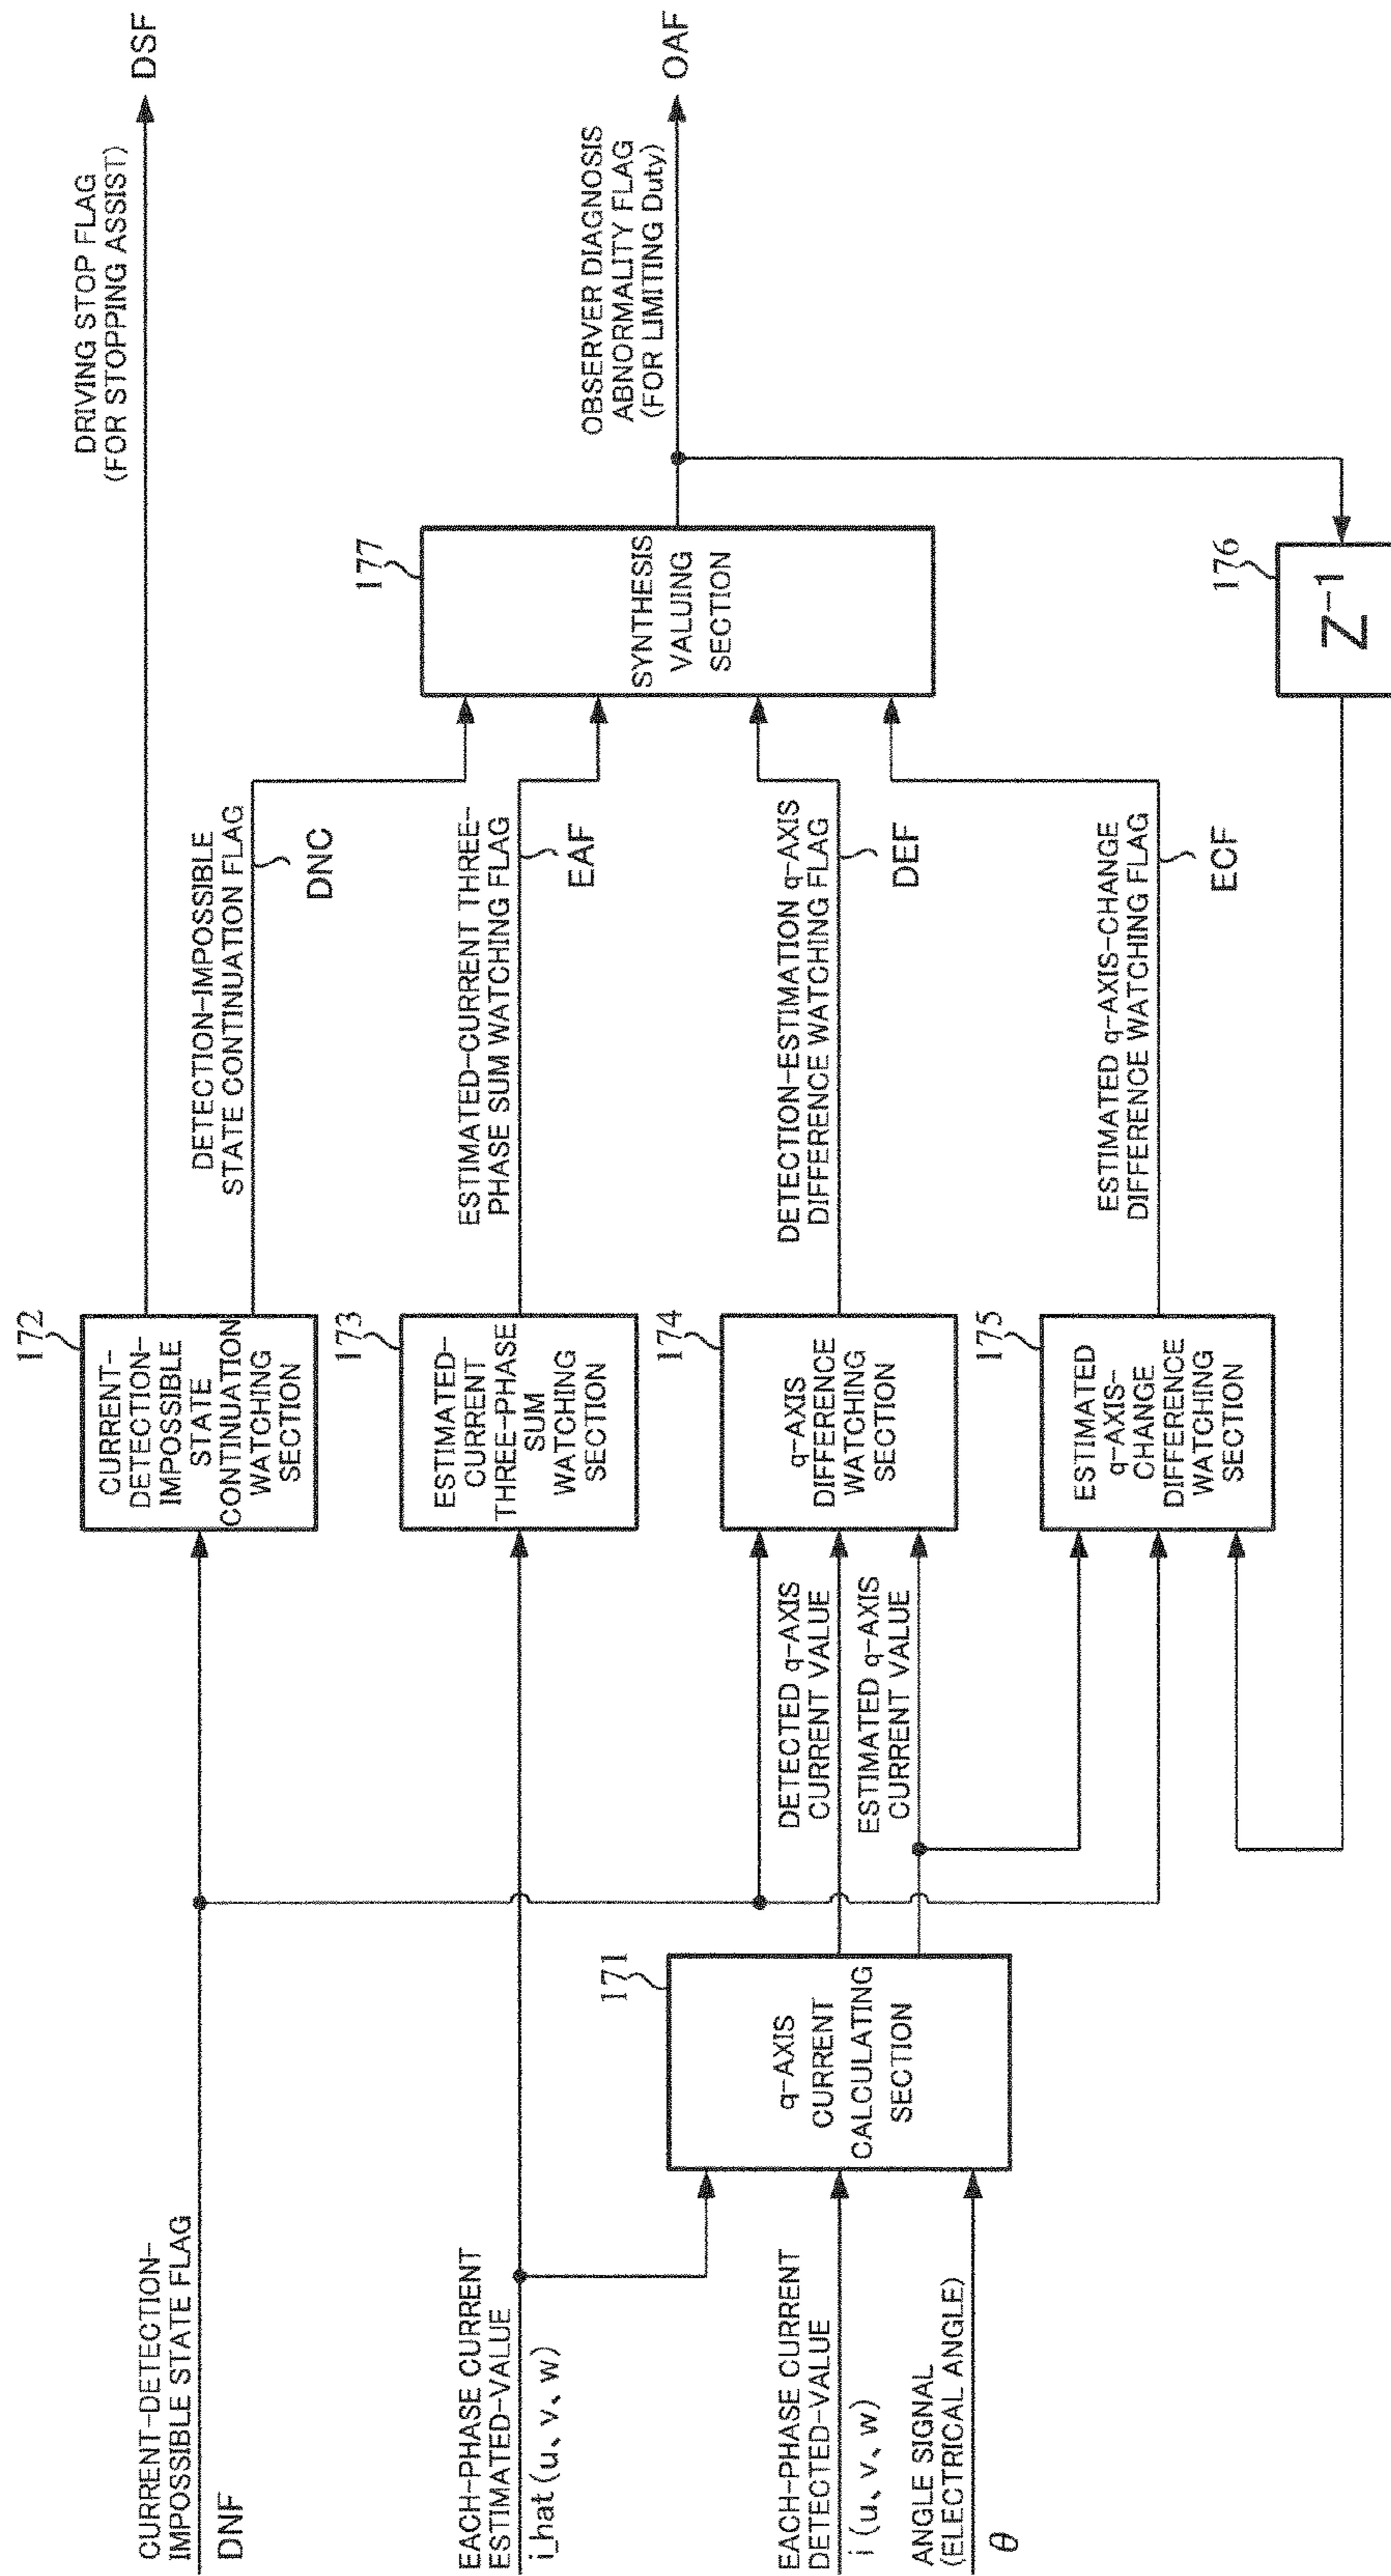 CURRENT-DETECTION-
IMPOSSIBLE STATE FLAG
DNF
EACH-PHASE CURRENT
ESTIMATED-VALUE
i_hat (u、v、w)
EACH-PHASE CURRENT
DETECTED-VALUE
i (u、v、w)
ANGLE SIGNAL
(ELECTRICAL ANGLE)
θ
171
q-AXIS
CURRENT
CALCULATING
SECTION
DETECTED q-AXIS
CURRENT VALUE
ESTIMATED q-AXIS
CURRENT VALUE
172
CURRENT-
DETECTION-
IMPOSSIBLE
STATE
CONTINUATION
WATCHING
SECTION
173
ESTIMATED-
CURRENT
THREE-PHASE
SUM
WATCHING
SECTION
174
q-AXIS
DIFFERENCE
WATCHING
SECTION
175
ESTIMATED
q-AXIS-
CHANGE
DIFFERENCE
WATCHING
SECTION
DETECTION-IMPOSSIBLE
STATE CONTINUATION FLAG
DNC
ESTIMATED-CURRENT THREE-
PHASE SUM WATCHING FLAG
EAF
DETECTION-ESTIMATION q-AXIS
DIFFERENCE WATCHING FLAG
DEF
ESTIMATED q-AXIS-CHANGE
DIFFERENCE WATCHING FLAG
ECF
177
SYNTHESIS
VALUING
SECTION
176
Z⁻¹
DRIVING STOP FLAG
(FOR STOPPING ASSIST)
DSF
OBSERVER DIAGNOSIS
ABNORMALITY FLAG
(FOR LIMITING Duty)
OAF